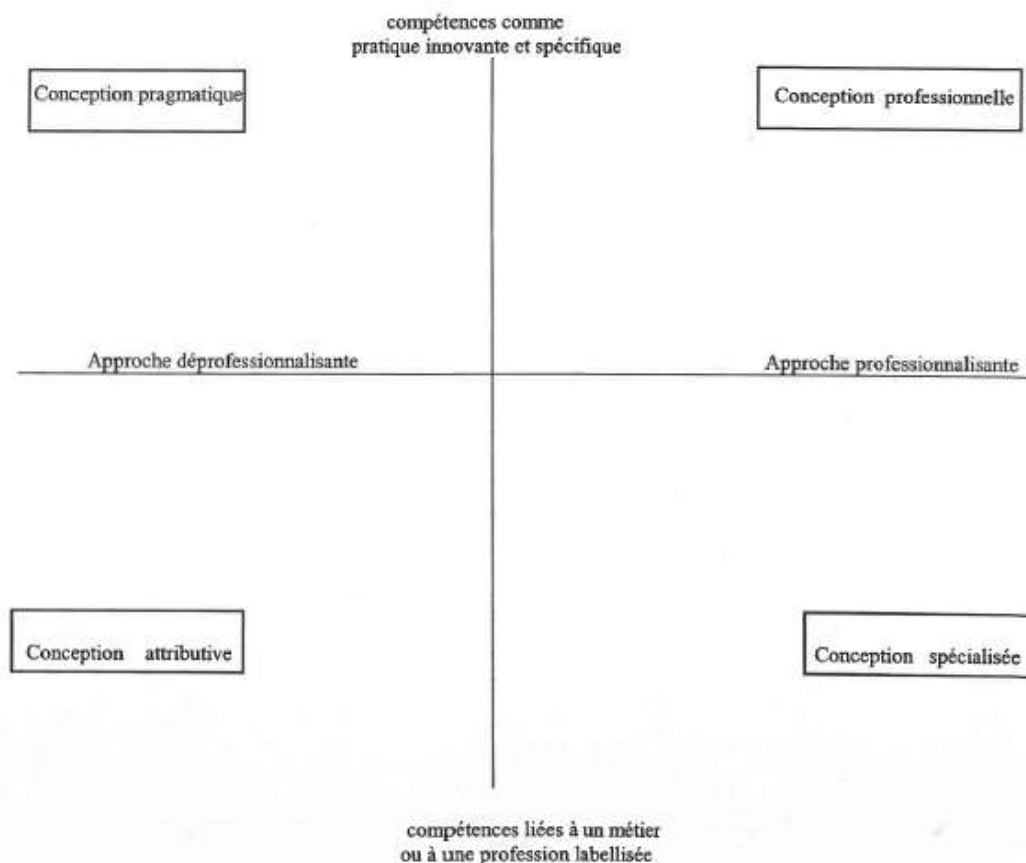 compétences comme
pratique innovante et spécifique
Conception pragmatique
Conception professionnelle
Approche déprofessionnalisante
Approche professionnalisante
Conception attributive
Conception spécialisée
compétences liées à un métier
ou à une profession labellisée